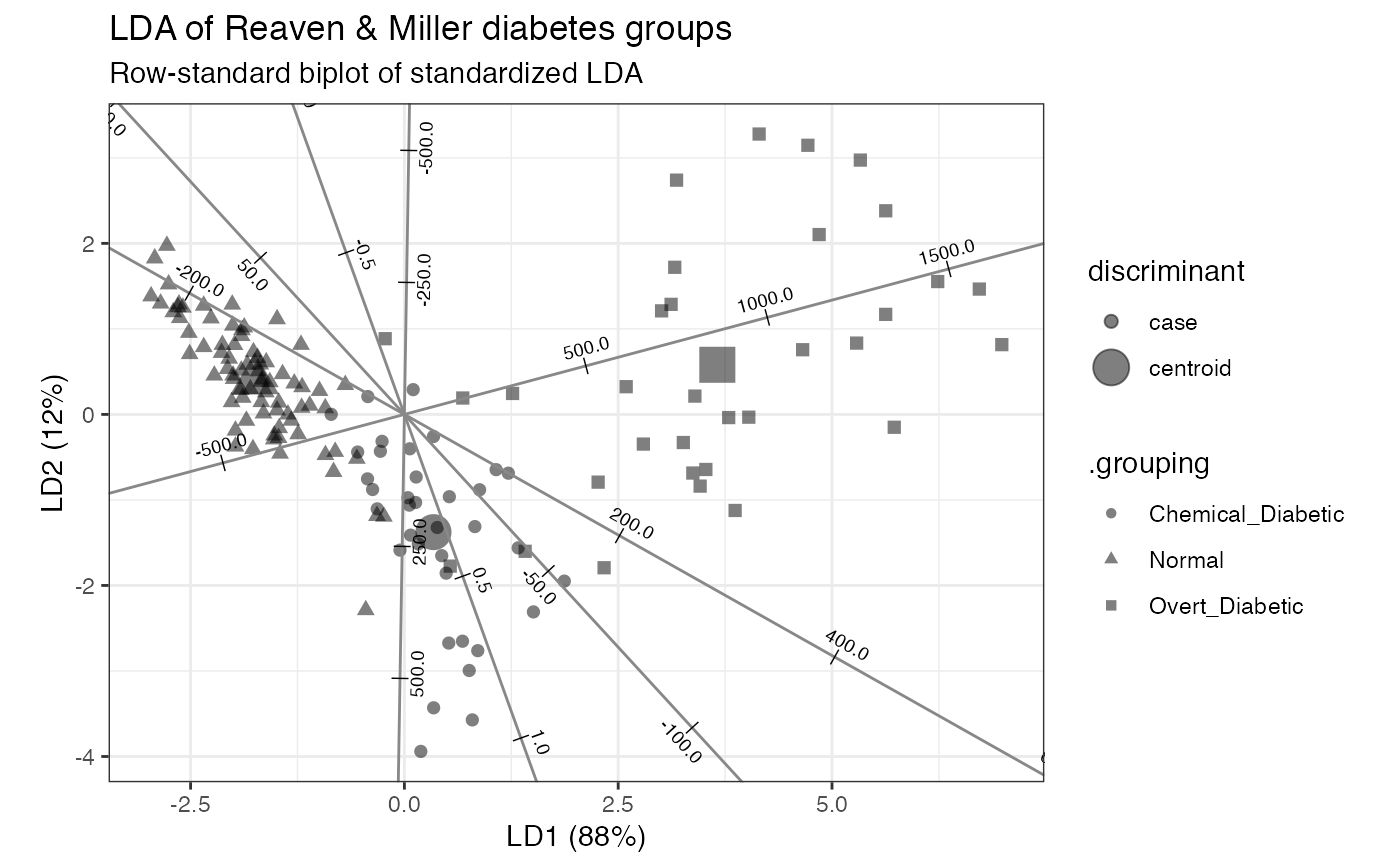 LDA of Reaven & Miller diabetes groups
Row-standard biplot of standardized LDA
-500.0
-0.5
-250.0
50.0
-200.0
1500.0
1000.0
500.0
-500.0
250.0
0.5
-50.0
200.0
400.0
500.0
1.0
-100.0
2
0
-2
-4
LD2 (12%)
-2.5
0.0
2.5
5.0
LD1 (88%)
discriminant
case
centroid
.grouping
Chemical_Diabetic
Normal
Overt_Diabetic